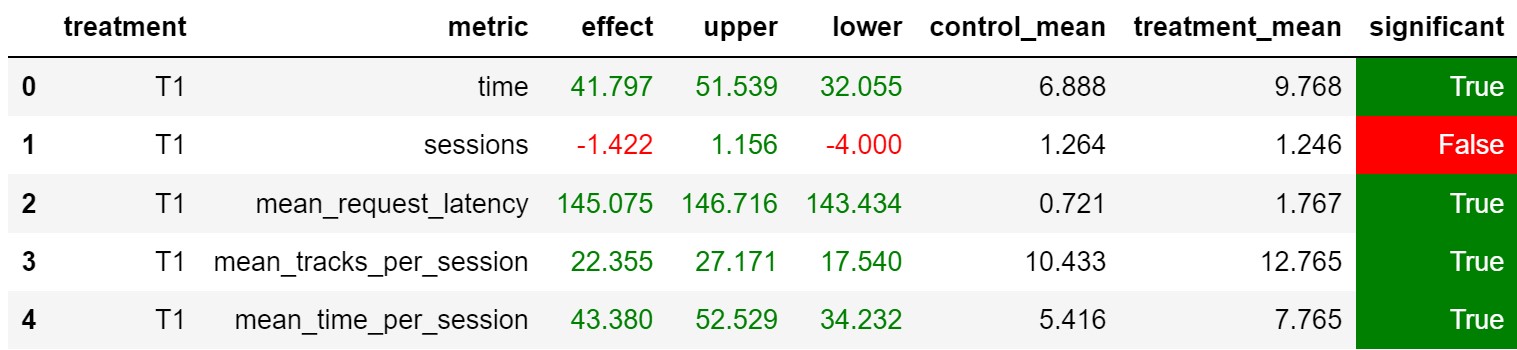 treatment metric effect upper lower control_mean treatment_mean significant
0 T1 time 41.797 51.539 32.055 6.888 9.768 True
1 T1 sessions -1.422 1.156 -4.000 1.264 1.246 False
2 T1 mean_request_latency 145.075 146.716 143.434 0.721 1.767 True
3 T1 mean_tracks_per_session 22.355 27.171 17.540 10.433 12.765 True
4 T1 mean_time_per_session 43.380 52.529 34.232 5.416 7.765 True